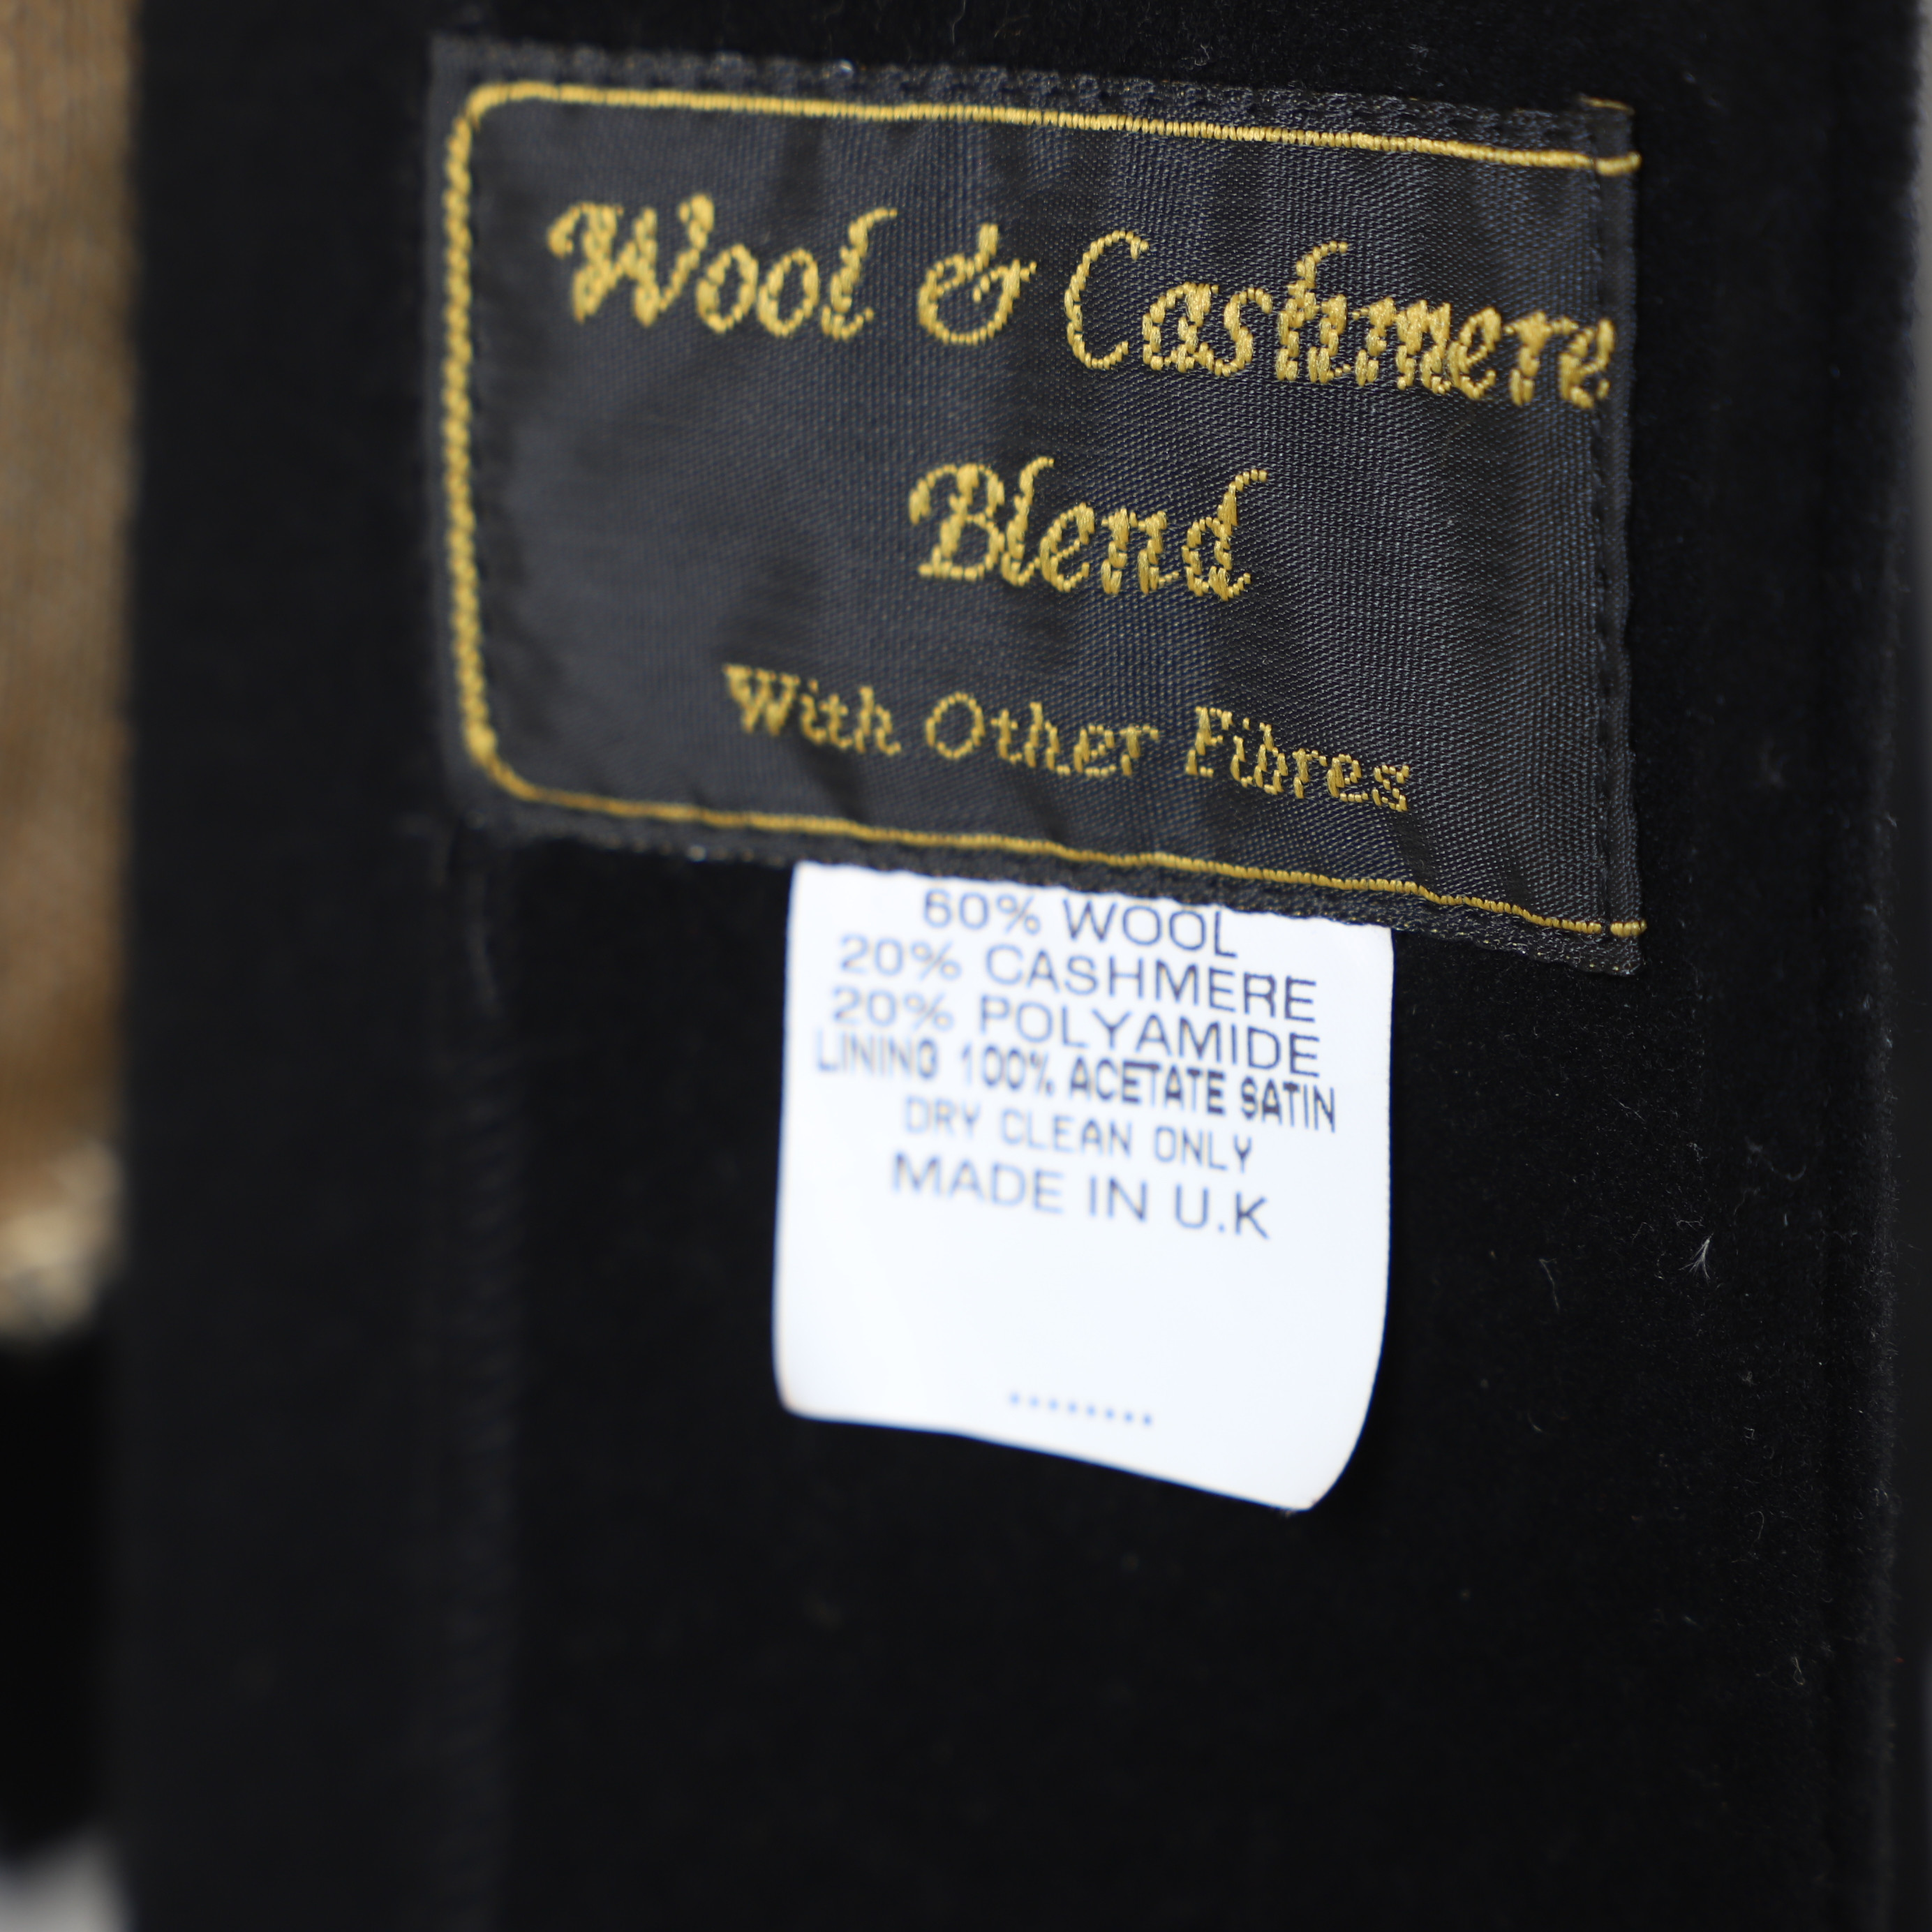 Wool & Cashmere
Blend
With Other Fibres
60% WOOL
20% CASHMERE
20% POLYAMIDE
LINING 100% ACETATE SATIN
DRY CLEAN ONLY
MADE IN U.K
........